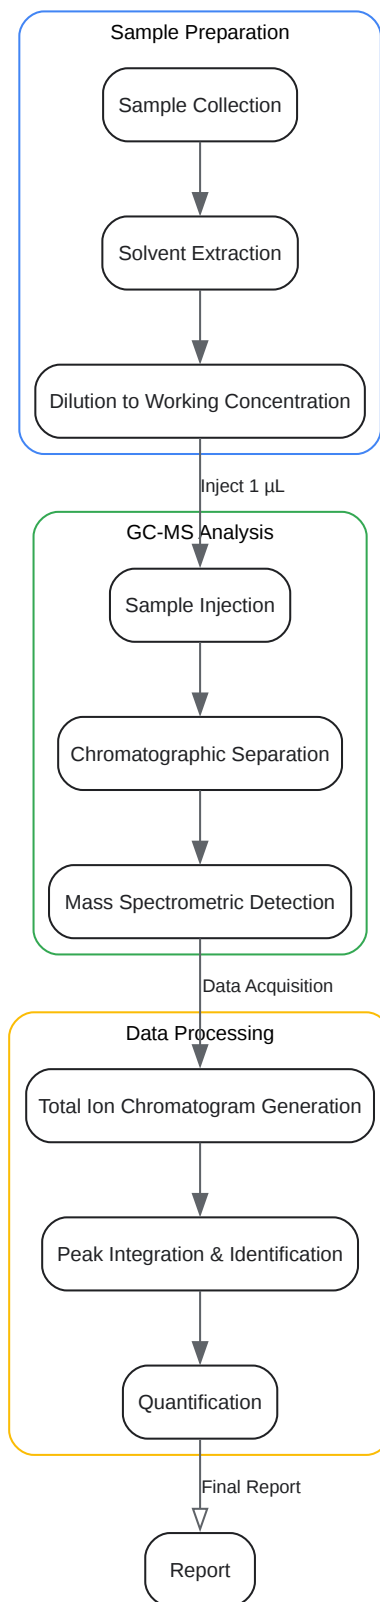 Sample Preparation
Sample Collection
Solvent Extraction
Dilution to Working Concentration
Inject 1 µL
GC-MS Analysis
Sample Injection
Chromatographic Separation
Mass Spectrometric Detection
Data Acquisition
Data Processing
Total Ion Chromatogram Generation
Peak Integration & Identification
Quantification
Final Report
Report